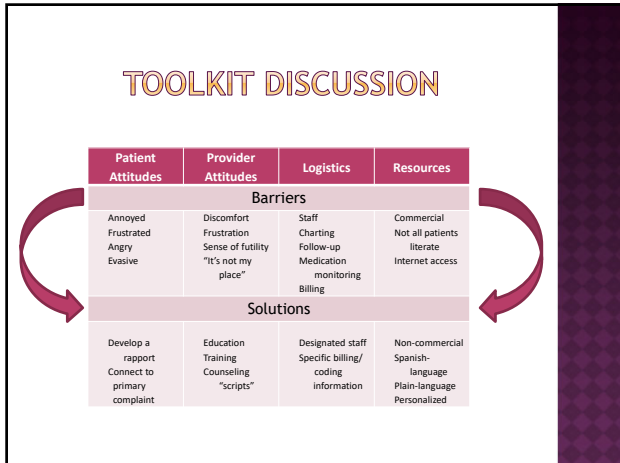 TOOLKIT DISCUSSION
Patient Attitudes
Provider Attitudes
Logistics
Resources
Barriers
Annoyed
Frustrated
Angry
Evasive
Discomfort
Frustration
Sense of futility
"It's not my
place"
Staff
Charting
Follow-up
Medication
monitoring
Billing
Commercial
Not all patients
literate
Internet access
Solutions
Develop a
rapport
Connect to
primary
complaint
Education
Training
Counseling
"scripts"
Designated staff
Specific billing/
coding
information
Non-commercial
Spanish-
language
Plain-language
Personalized